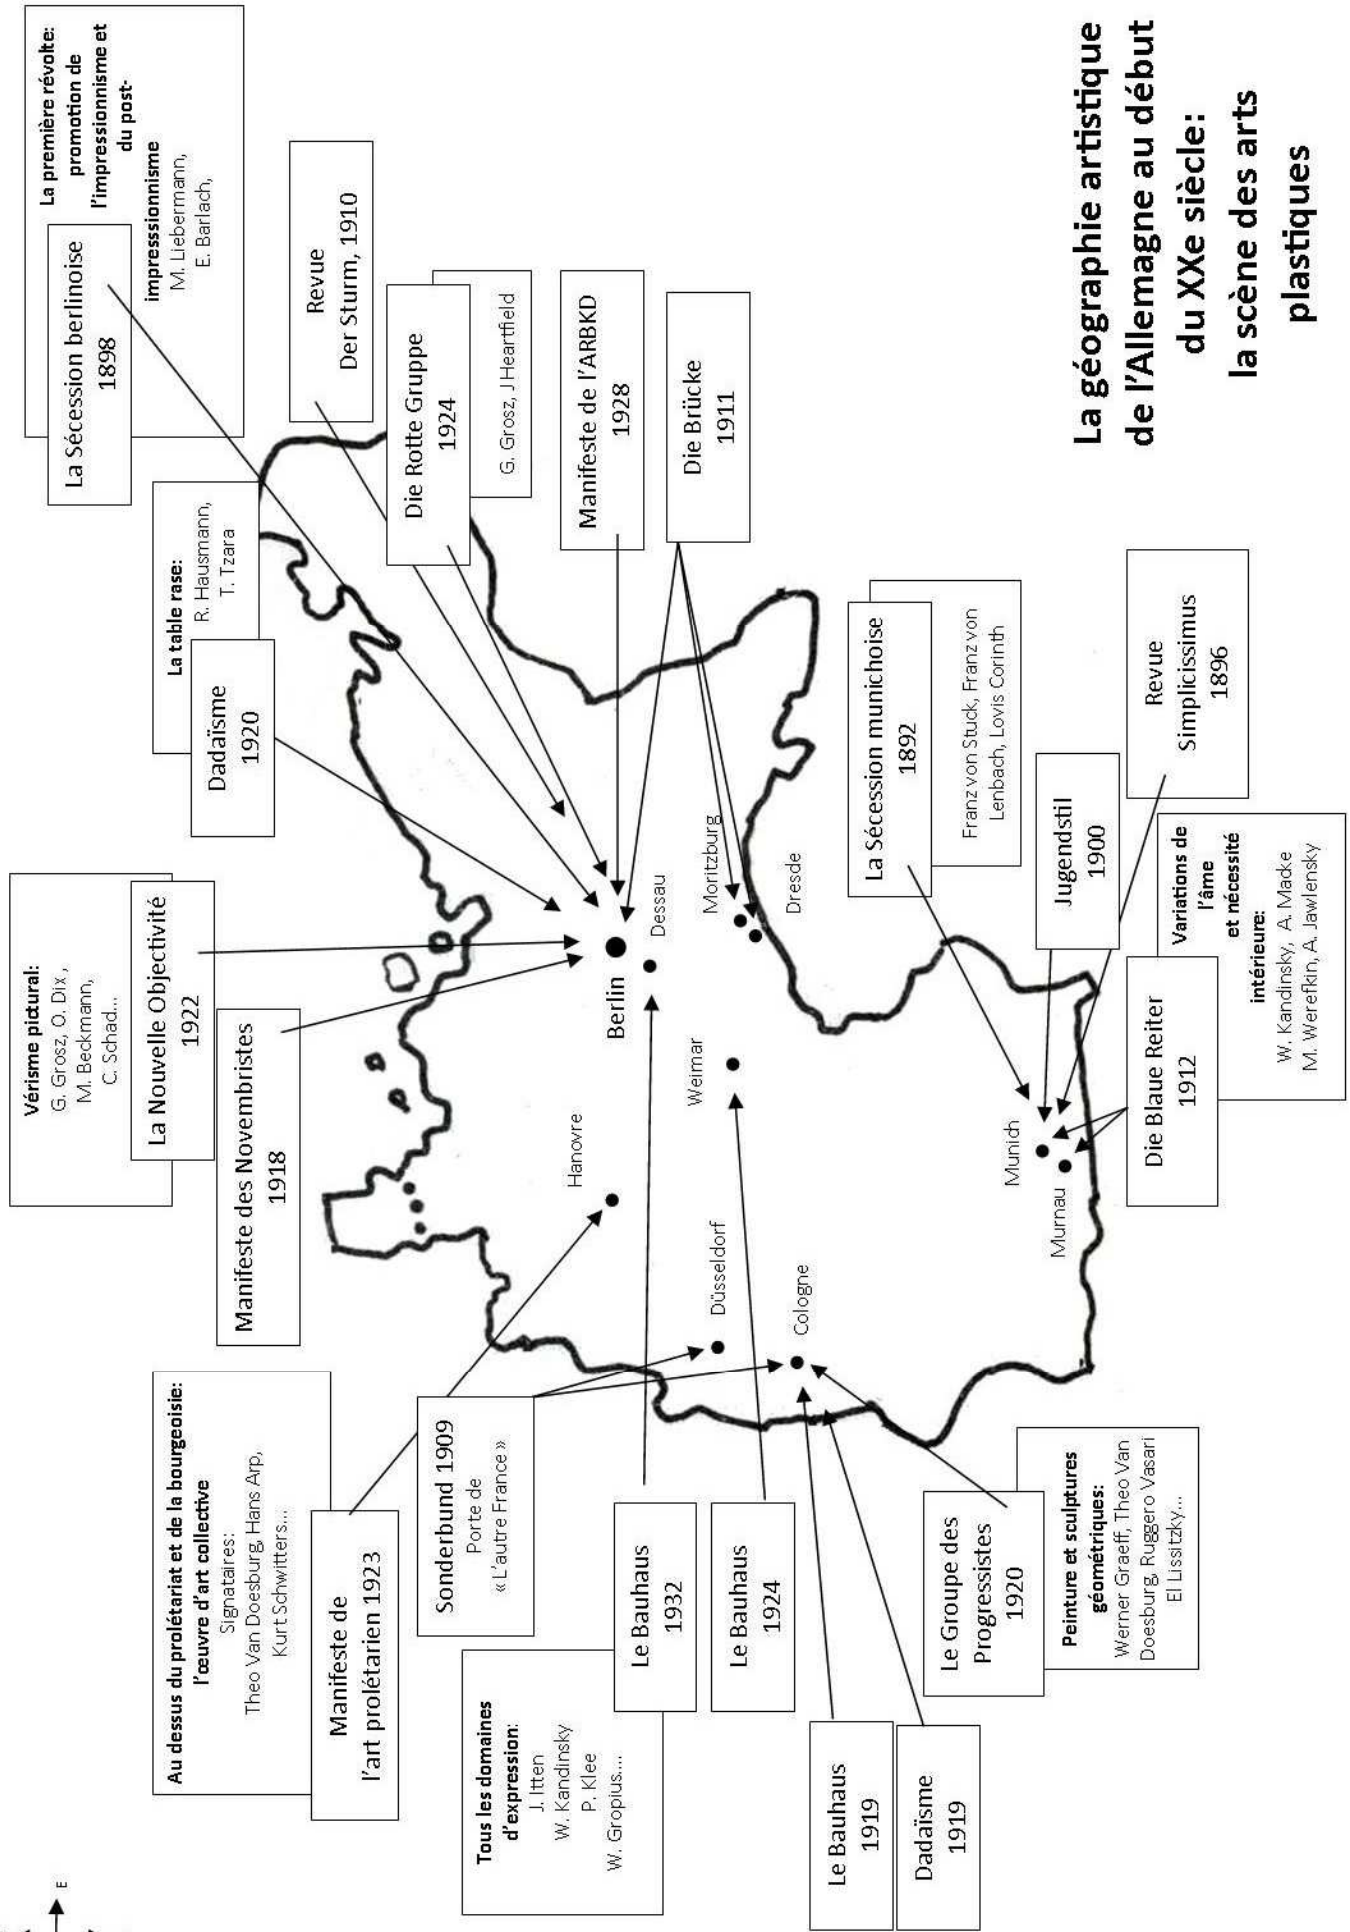 La géographie artistique
de l'Allemagne au début
du XXe siècle:
la scène des arts
plastiques
E
Au dessus du prolétariat et de la bourgeoisie:
l'œuvre d'art collective
Signataires:
Theo Van Doesburg, Hans Arp,
Kurt Schwitters...
Manifeste de
l'art prolétarien 1923
Vérisme pictural:
G. Grosz, O. Dix ,
M. Beckmann,
C. Schad...
La Nouvelle Objectivité
1922
Manifeste des Novembristes
1918
La table rase:
R. Hausmann,
T. Tzara
Dadaïsme
1920
La première révolte:
promotion de
l'impressionnisme et
du post-
impresssionnisme
M. Liebermann,
E. Barlach,
La Sécession berlinoise
1898
Revue
Der Sturm, 1910
Die Rotte Gruppe
1924
G. Grosz, J Heartfield
Manifeste de l'ARBKD
1928
Die Brücke
1911
Sonderbund 1909
Porte de
« L'autre France »
Tous les domaines
d'expression:
J. Itten
W. Kandinsky
P. Klee
W. Gropius....
Le Bauhaus
1932
Le Bauhaus
1924
Le Bauhaus
1919
Dadaïsme
1919
Le Groupe des
Progressistes
1920
Peinture et sculptures
géométriques:
Werner Graeff, Theo Van
Doesburg, Ruggero Vasari
El Lissitzky...
Hanovre
Berlin
Dessau
Düsseldorf
Weimar
Moritzburg
Dresde
Cologne
Munich
Murnau
La Sécession munichoise
1892
Franz von Stuck, Franz von
Lenbach, Lovis Corinth
Jugendstil
1900
Revue
Simplicissimus
1896
Die Blaue Reiter
1912
Variations de
l'âme
et nécessité
intérieure:
W. Kandinsky, A. Macke
M. Werefkin, A. Jawlensky